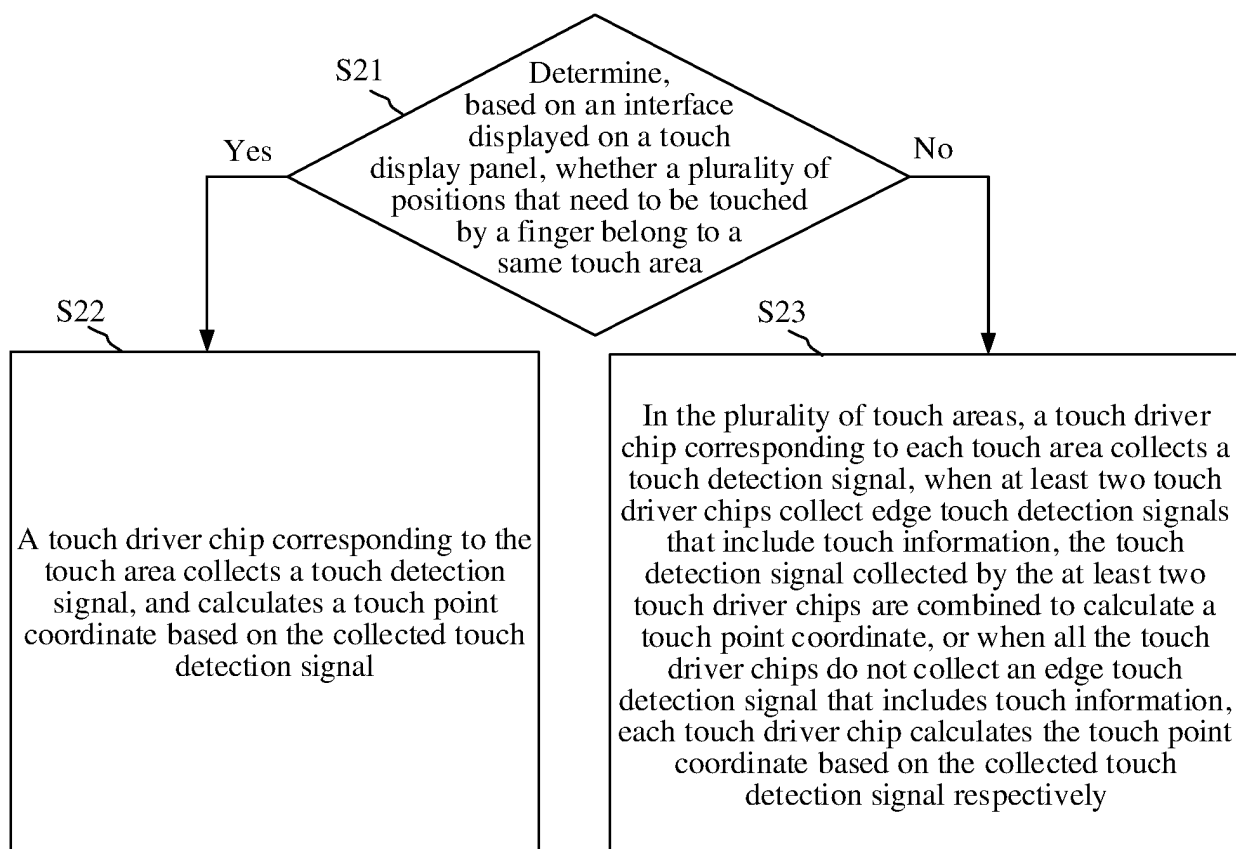 S21
Determine,
based on an interface
displayed on a touch
display panel, whether a plurality of
positions that need to be touched
by a finger belong to a
same touch area
Yes
No
S22
A touch driver chip corresponding to the
touch area collects a touch detection
signal, and calculates a touch point
coordinate based on the collected touch
detection signal
S23
In the plurality of touch areas, a touch driver
chip corresponding to each touch area collects a
touch detection signal, when at least two touch
driver chips collect edge touch detection signals
that include touch information, the touch
detection signal collected by the at least two
touch driver chips are combined to calculate a
touch point coordinate, or when all the touch
driver chips do not collect an edge touch
detection signal that includes touch information,
each touch driver chip calculates the touch point
coordinate based on the collected touch
detection signal respectively